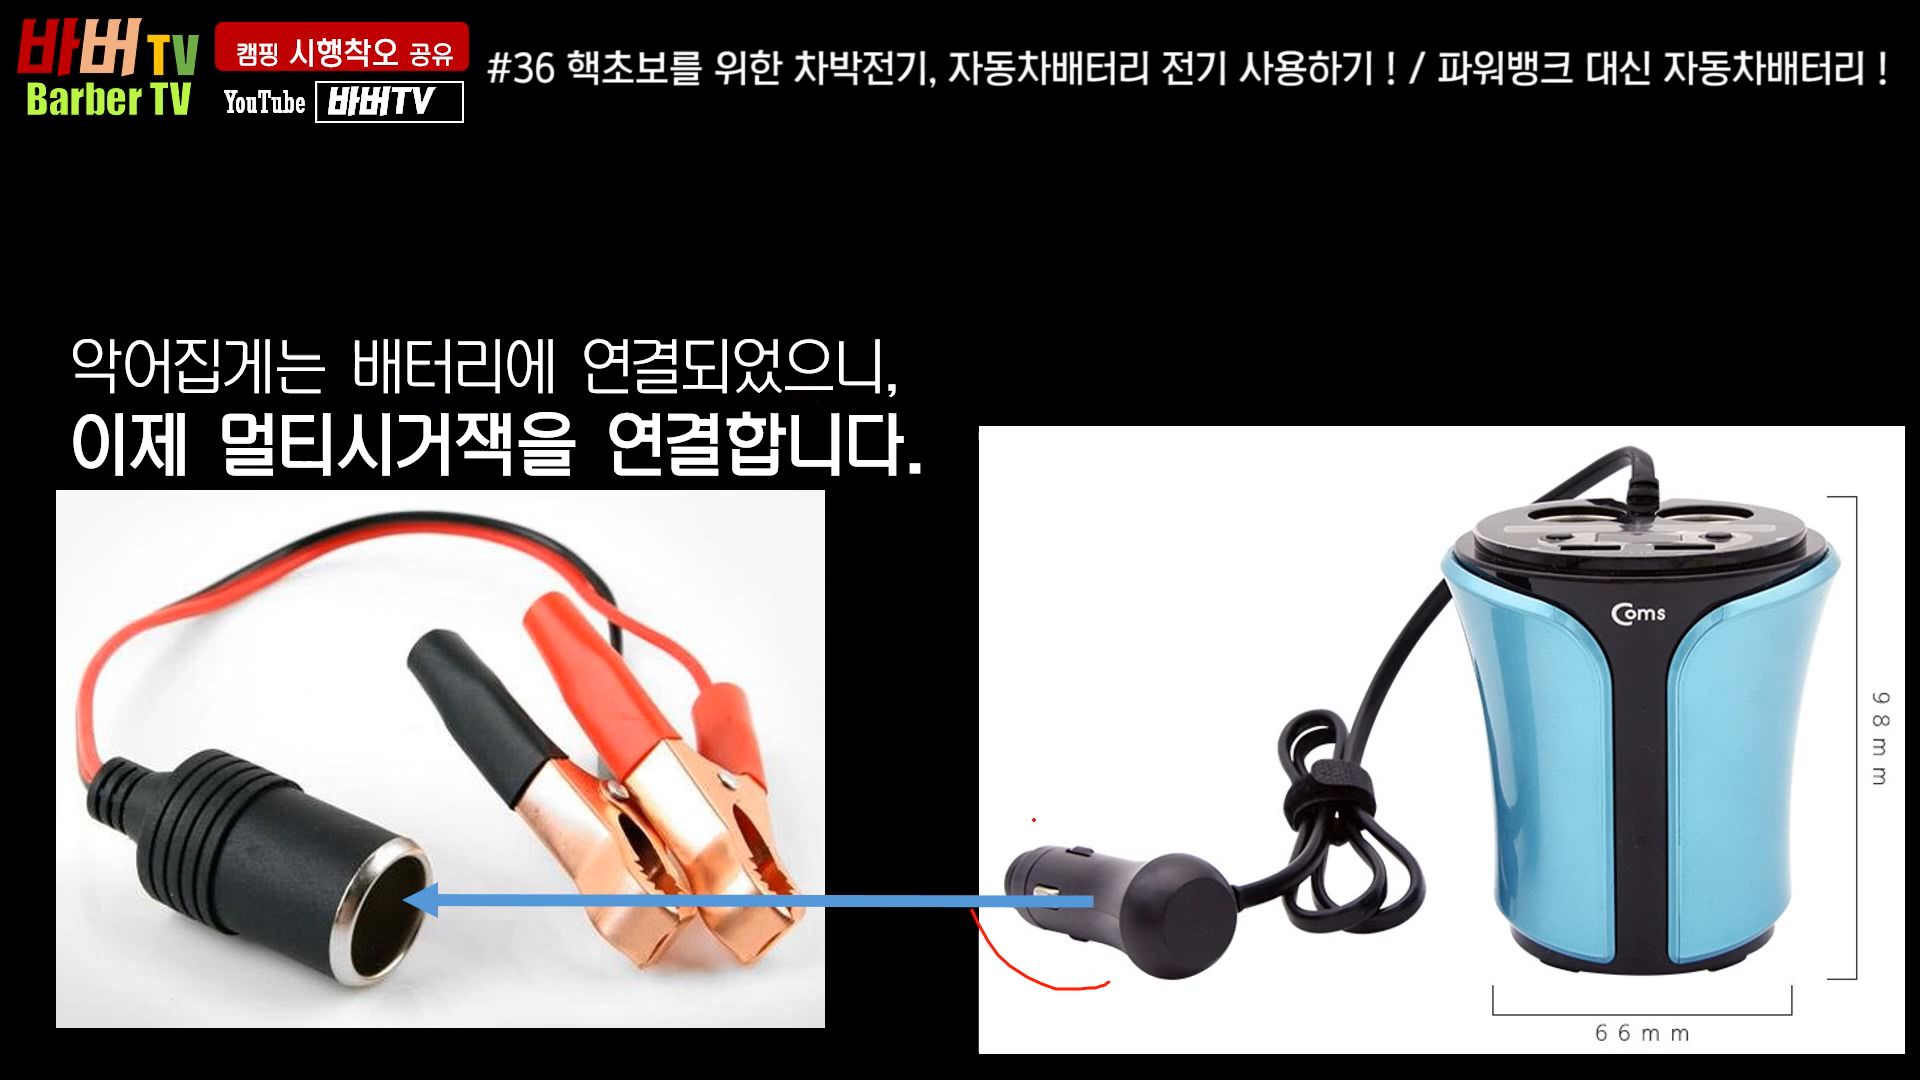 바버 TV
Barber TV
캠핑 시행착오 공유
YouTube 바버TV
#36 핵초보를 위한 차박전기, 자동차배터리 전기 사용하기 ! / 파워뱅크 대신 자동차배터리 !
악어집게는 배터리에 연결되었으니,
이제 멀티시거잭을 연결합니다.
Coms
98mm
66mm